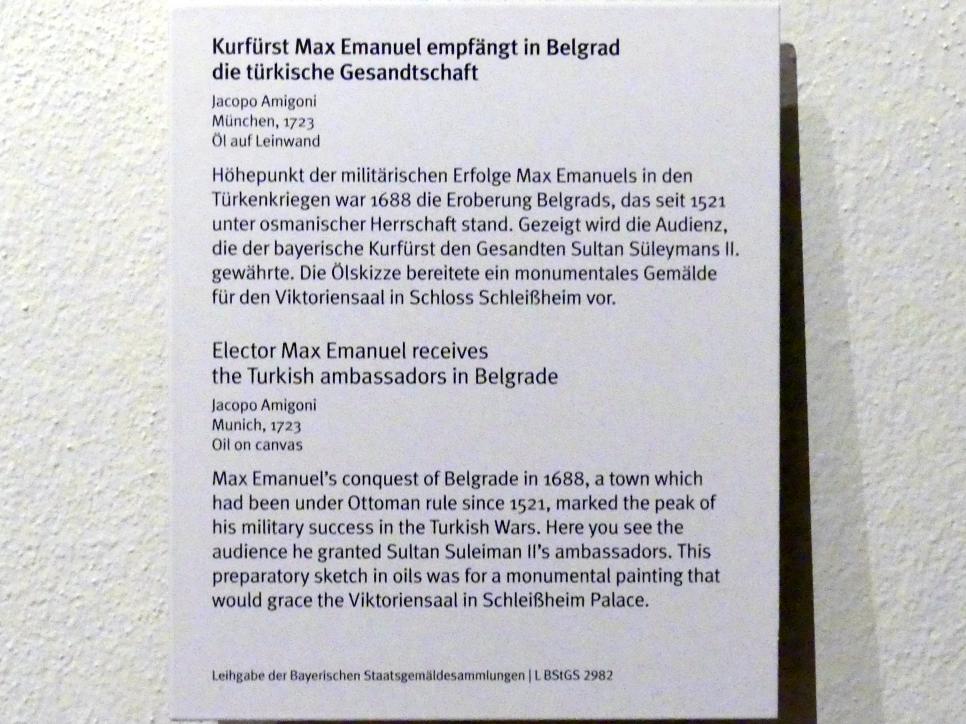 Kurfürst Max Emanuel empfängt in Belgrad
die türkische Gesandtschaft
Jacopo Amigoni
München, 1723
Öl auf Leinwand
Höhepunkt der militärischen Erfolge Max Emanuels in den
Türkenkriegen war 1688 die Eroberung Belgrads, das seit 1521
unter osmanischer Herrschaft stand. Gezeigt wird die Audienz,
die der bayerische Kurfürst den Gesandten Sultan Süleymans II.
gewährte. Die Ölskizze bereitete ein monumentales Gemälde
für den Viktoriensaal in Schloss Schleißheim vor.
Elector Max Emanuel receives
the Turkish ambassadors in Belgrade
Jacopo Amigoni
Munich, 1723
Oil on canvas
Max Emanuel's conquest of Belgrade in 1688, a town which
had been under Ottoman rule since 1521, marked the peak of
his military success in the Turkish Wars. Here you see the
audience he granted Sultan Suleiman II's ambassadors. This
preparatory sketch in oils was for a monumental painting that
would grace the Viktoriensaal in Schleißheim Palace.
Leihgabe der Bayerischen Staatsgemäldesammlungen | L BStGS 2982